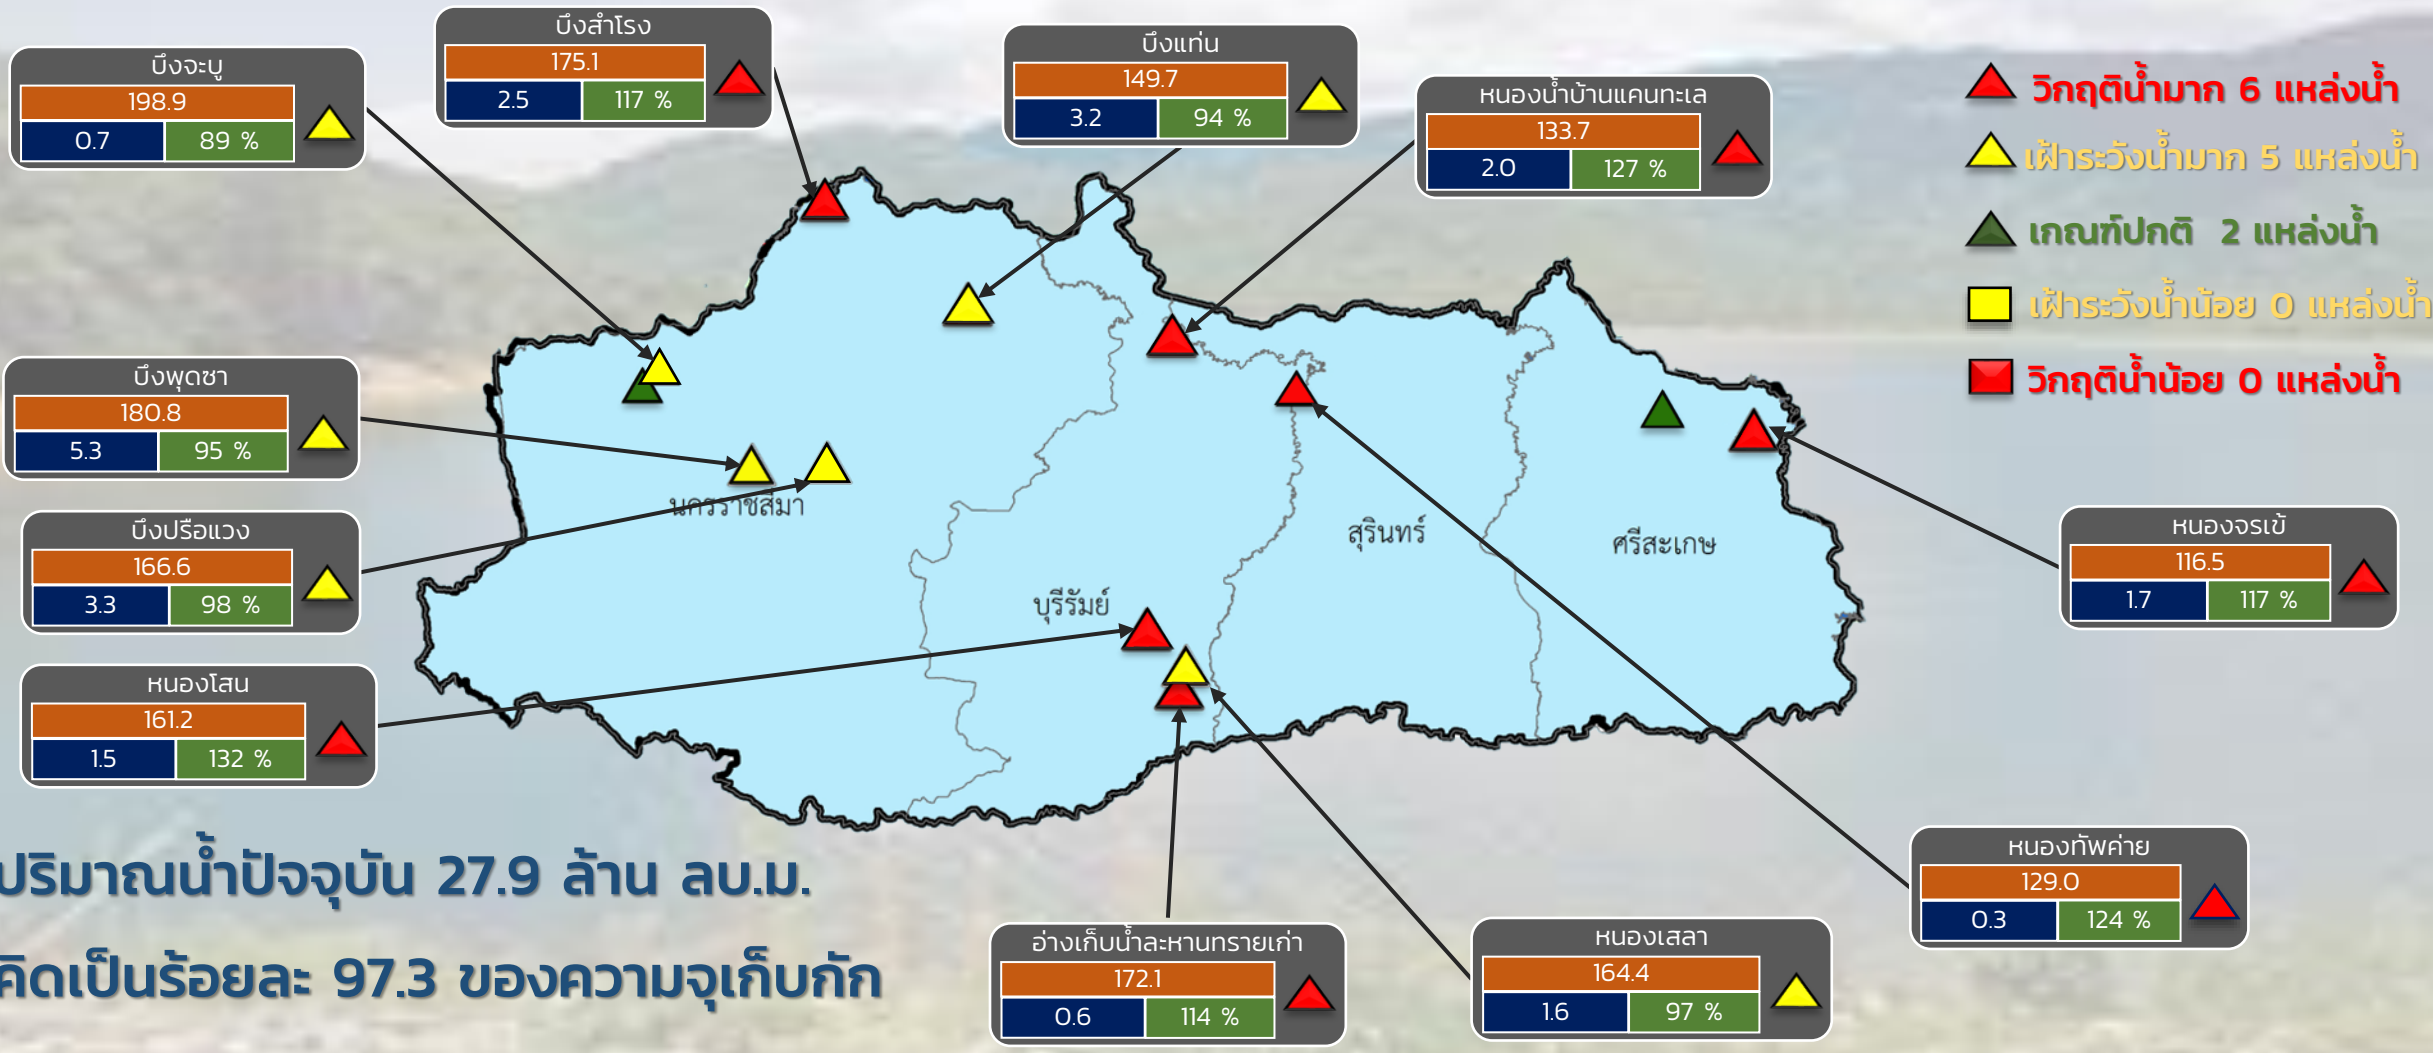 บึงจะบู
198.9
0.7 89 %
บึงสำโรง
175.1
2.5 117 %
บึงแท่น
149.7
3.2 94 %
หนองน้ำบ้านแคนทะเล
133.7
2.0 127 %
วิกฤติน้ำมาก 6 แหล่งน้ำ
เฝ้าระวังน้ำมาก 5 แหล่งน้ำ
เกณฑ์ปกติ 2 แหล่งน้ำ
เฝ้าระวังน้ำน้อย 0 แหล่งน้ำ
วิกฤติน้ำน้อย 0 แหล่งน้ำ
บึงพุดซา
180.8
5.3 95 %
บึงปรือแวง
166.6
3.3 98 %
หนองโสน
161.2
1.5 132 %
นครราชสีมา
บุรีรัมย์
สุรินทร์
ศรีสะเกษ
หนองจรเข้
116.5
1.7 117 %
หนองทัพค่าย
129.0
0.3 124 %
อ่างเก็บน้ำละหานทรายเก่า
172.1
0.6 114 %
หนองเสลา
164.4
1.6 97 %
ปริมาณน้ำปัจจุบัน 27.9 ล้าน ลบ.ม.
คิดเป็นร้อยละ 97.3 ของความจุเก็บกัก